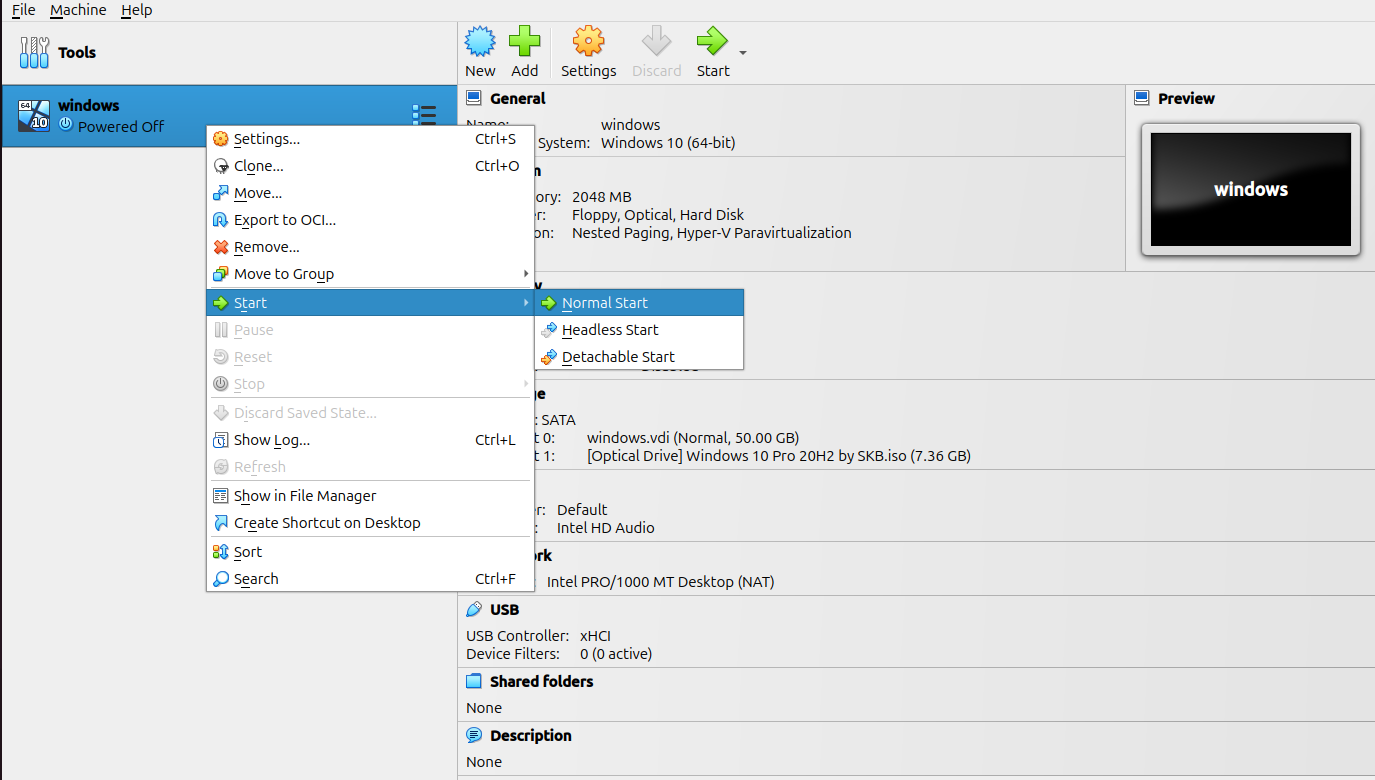 File Machine Help
Tools
New Add Settings Discard Start
windows
Powered Off
64
10
Settings... Ctrl+S
Clone... Ctrl+O
Move...
Export to OCI...
Remove...
Move to Group
Start
Pause
Reset
Stop
Discard Saved State...
Show Log... Ctrl+L
Refresh
Show in File Manager
Create Shortcut on Desktop
Sort
Search Ctrl+F
Normal Start
Headless Start
Detachable Start
General
Name: windows
System: Windows 10 (64-bit)
Preview
windows
2048 MB
Floppy, Optical, Hard Disk
Nested Paging, Hyper-V Paravirtualization
: SATA
0: windows.vdi (Normal, 50.00 GB)
1: [Optical Drive] Windows 10 Pro 20H2 by SKB.iso (7.36 GB)
Default
Intel HD Audio
Intel PRO/1000 MT Desktop (NAT)
USB
USB Controller: xHCI
Device Filters: 0 (0 active)
Shared folders
None
Description
None